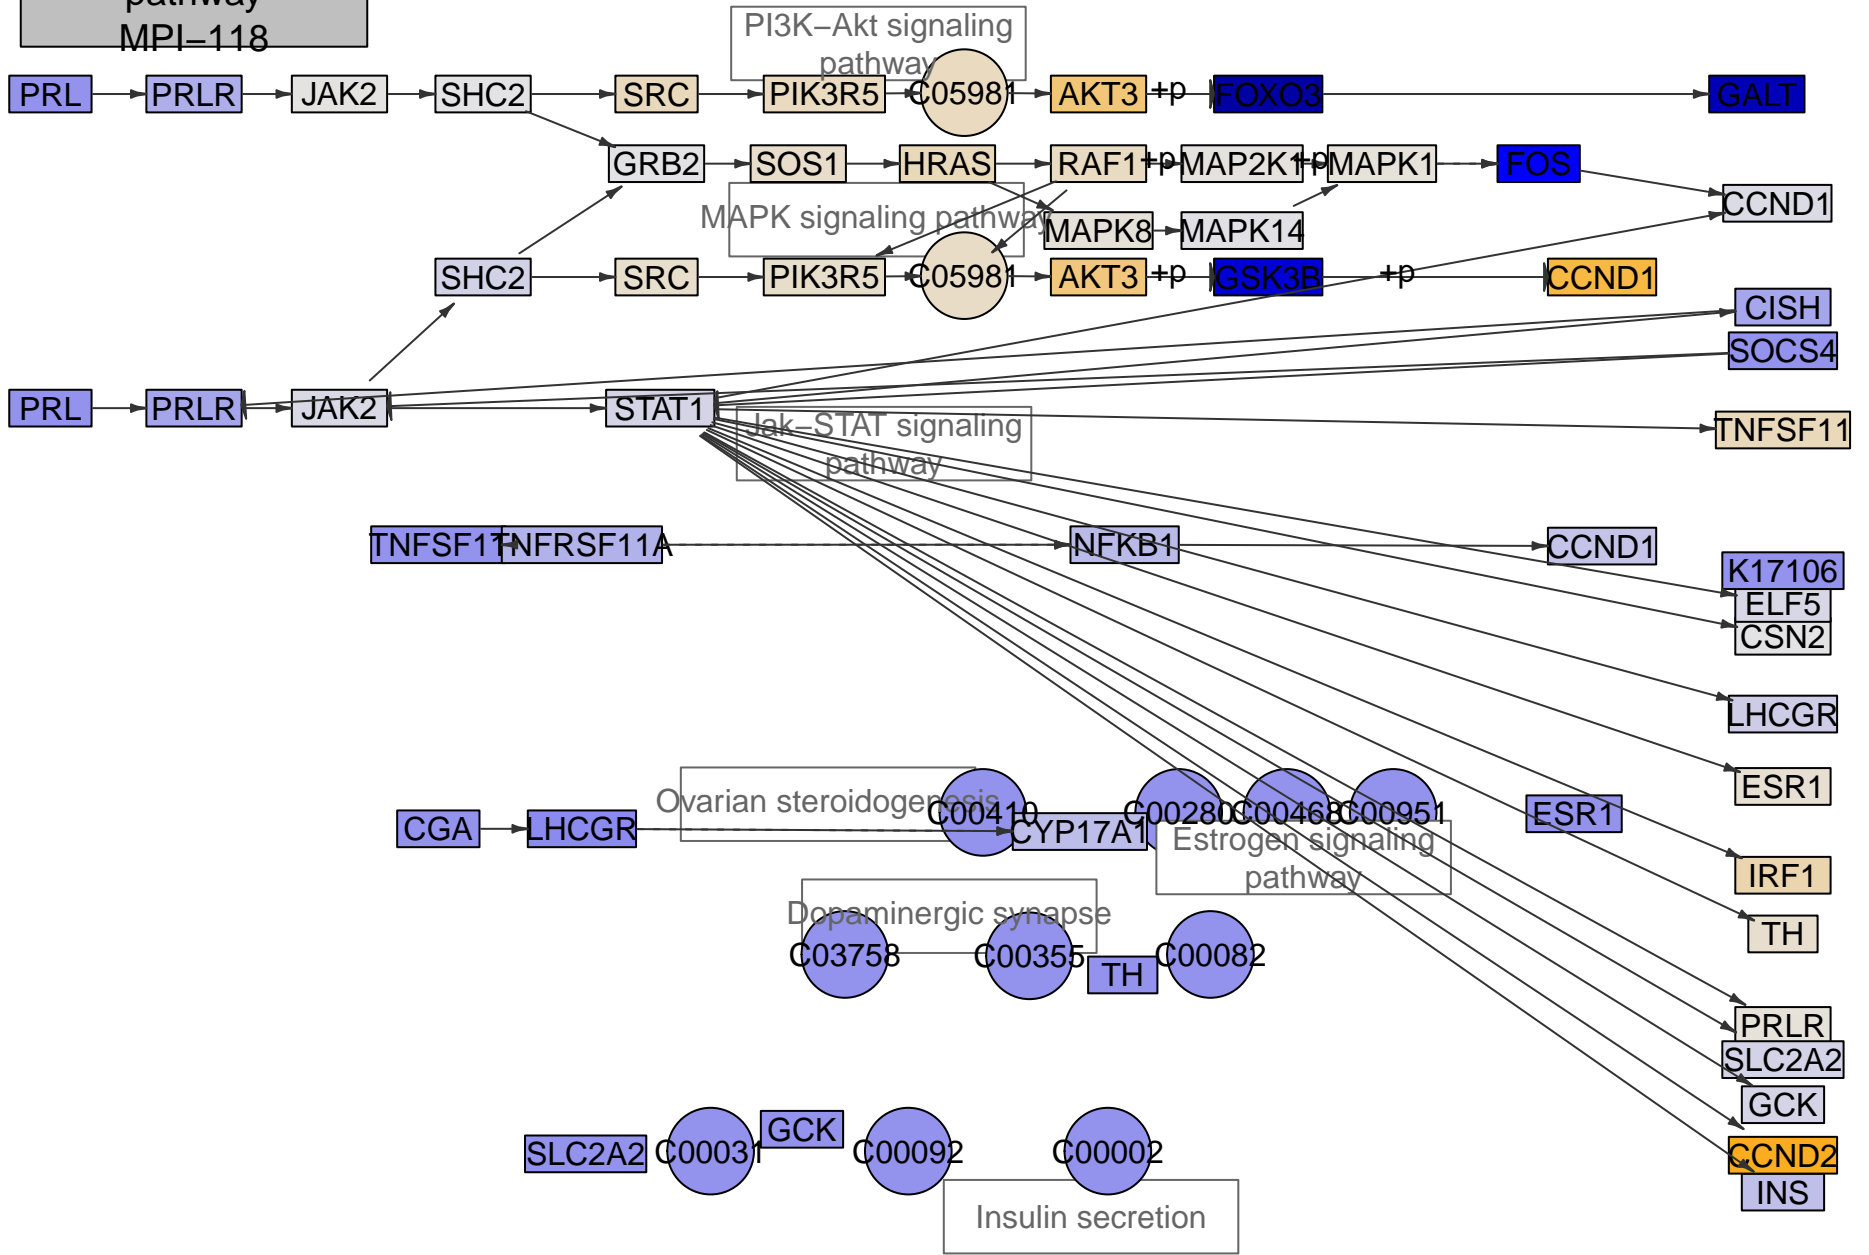 pathway
MPI–118
PI3K–Akt signaling
pathway
PRL
PRLR
JAK2
SHC2
SRC
PIK3R5
C05981
AKT3
+p
FOXO3
GALT
GRB2
SOS1
HRAS
RAF1
+p
MAP2K1
+p
MAPK1
FOS
CCND1
MAPK signaling pathway
MAPK8
MAPK14
SHC2
SRC
PIK3R5
C05981
AKT3
+p
GSK3B
+p
CCND1
CISH
SOCS4
PRL
PRLR
JAK2
STAT1
Jak–STAT signaling
pathway
TNFSF11
TNFSF11
TNFRSF11A
NFKB1
CCND1
K17106
ELF5
CSN2
LHCGR
ESR1
Ovarian steroidogenesis
C00410
C00280
C00468
C00951
ESR1
CGA
LHCGR
CYP17A1
Estrogen signaling
pathway
IRF1
Dopaminergic synapse
TH
C03758
C00355
TH
C00082
PRLR
SLC2A2
GCK
SLC2A2
C00031
GCK
C00092
C00002
CCND2
INS
Insulin secretion